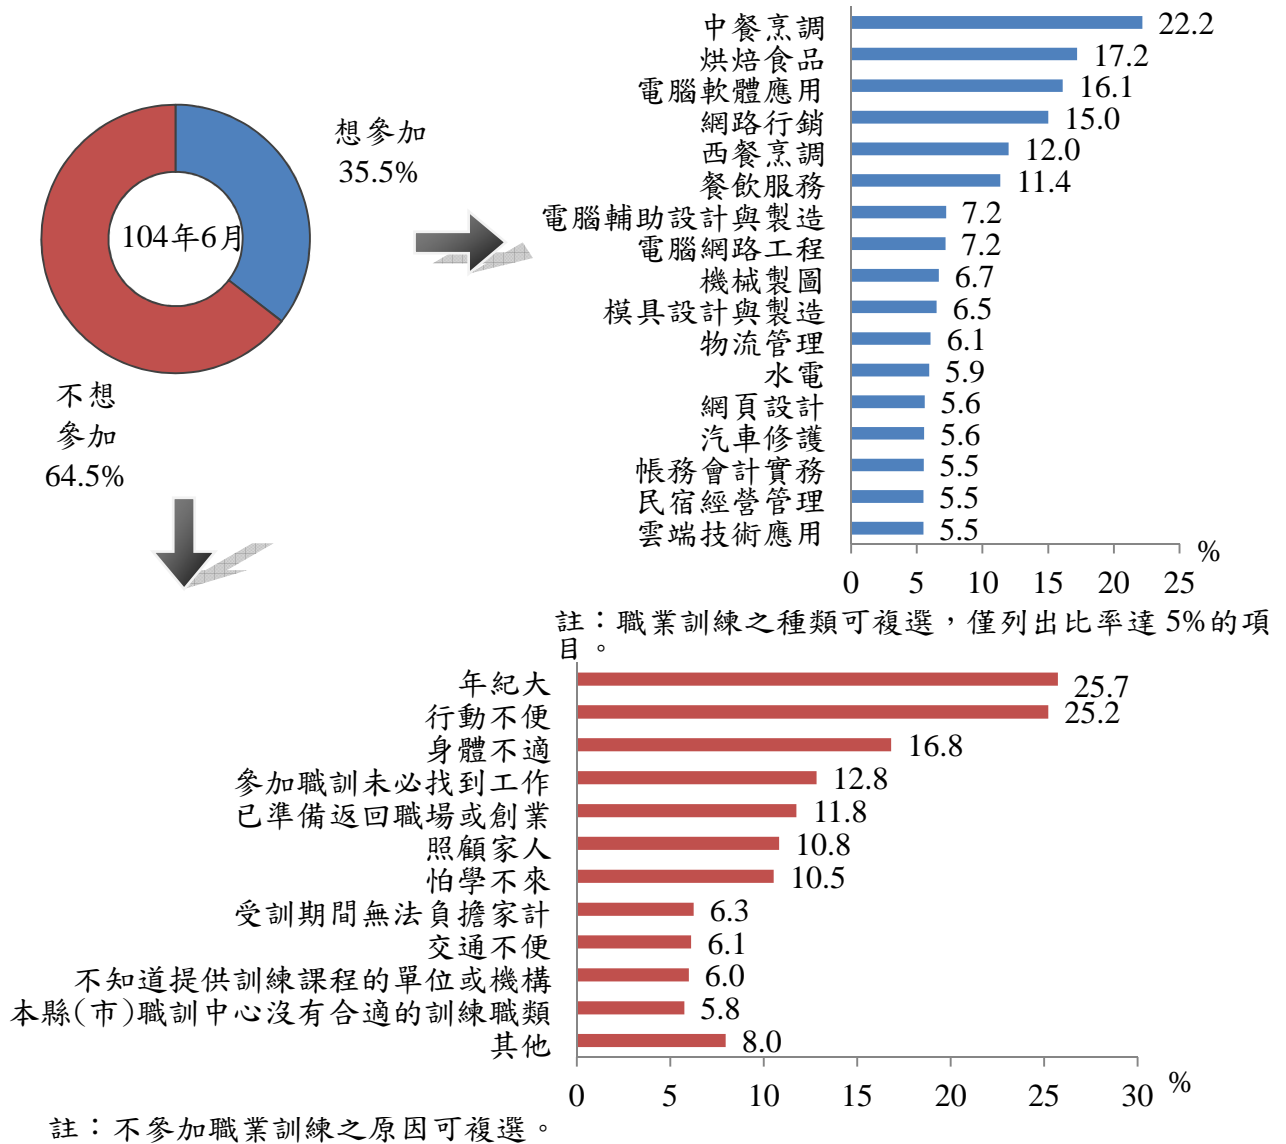 104年6月
想參加
35.5%
不想
參加
64.5%
中餐烹調 22.2
烘焙食品 17.2
電腦軟體應用 16.1
網路行銷 15.0
西餐烹調 12.0
餐飲服務 11.4
電腦輔助設計與製造 7.2
電腦網路工程 7.2
機械製圖 6.7
模具設計與製造 6.5
物流管理 6.1
水電 5.9
網頁設計 5.6
汽車修護 5.6
帳務會計實務 5.5
民宿經營管理 5.5
雲端技術應用 5.5
%
0 5 10 15 20 25
註：職業訓練之種類可複選，僅列出比率達 5%的項
目。
年紀大 25.7
行動不便 25.2
身體不適 16.8
參加職訓未必找到工作 12.8
已準備返回職場或創業 11.8
照顧家人 10.8
怕學不來 10.5
受訓期間無法負擔家計 6.3
交通不便 6.1
不知道提供訓練課程的單位或機構 6.0
本縣(市)職訓中心沒有合適的訓練職類 5.8
其他 8.0
0 5 10 15 20 25 30 %
註：不參加職業訓練之原因可複選。